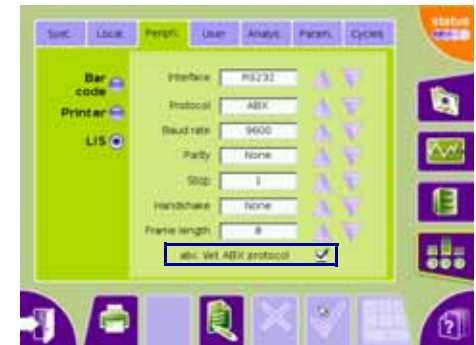 Syst. Local. Periph. User Analys. Param. Cycles
status
Bar code
Printer
LIS
Interface RS232
Protocol ABX
Baud rate 9600
Parity None
Stop 1
Handshake None
Frame length 8
abc Vet ABX protocol